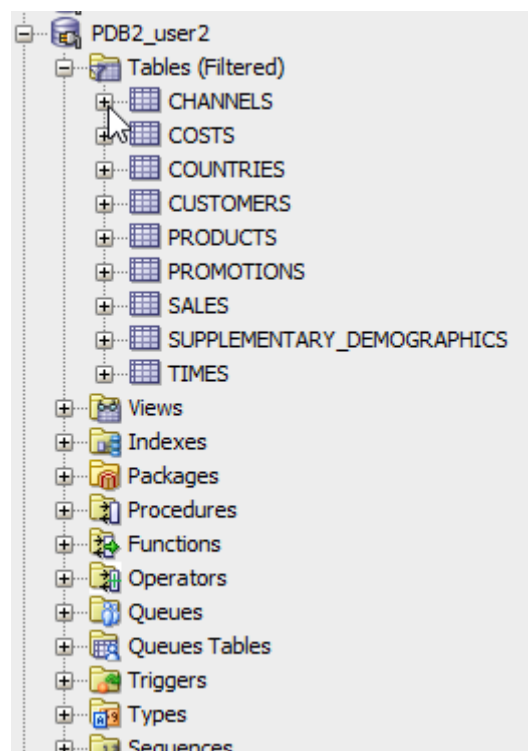 PDB2_user2
Tables (Filtered)
CHANNELS
COSTS
COUNTRIES
CUSTOMERS
PRODUCTS
PROMOTIONS
SALES
SUPPLEMENTARY_DEMOGRAPHICS
TIMES
Views
Indexes
Packages
Procedures
Functions
Operators
Queues
Queues Tables
Triggers
Types
Sequences